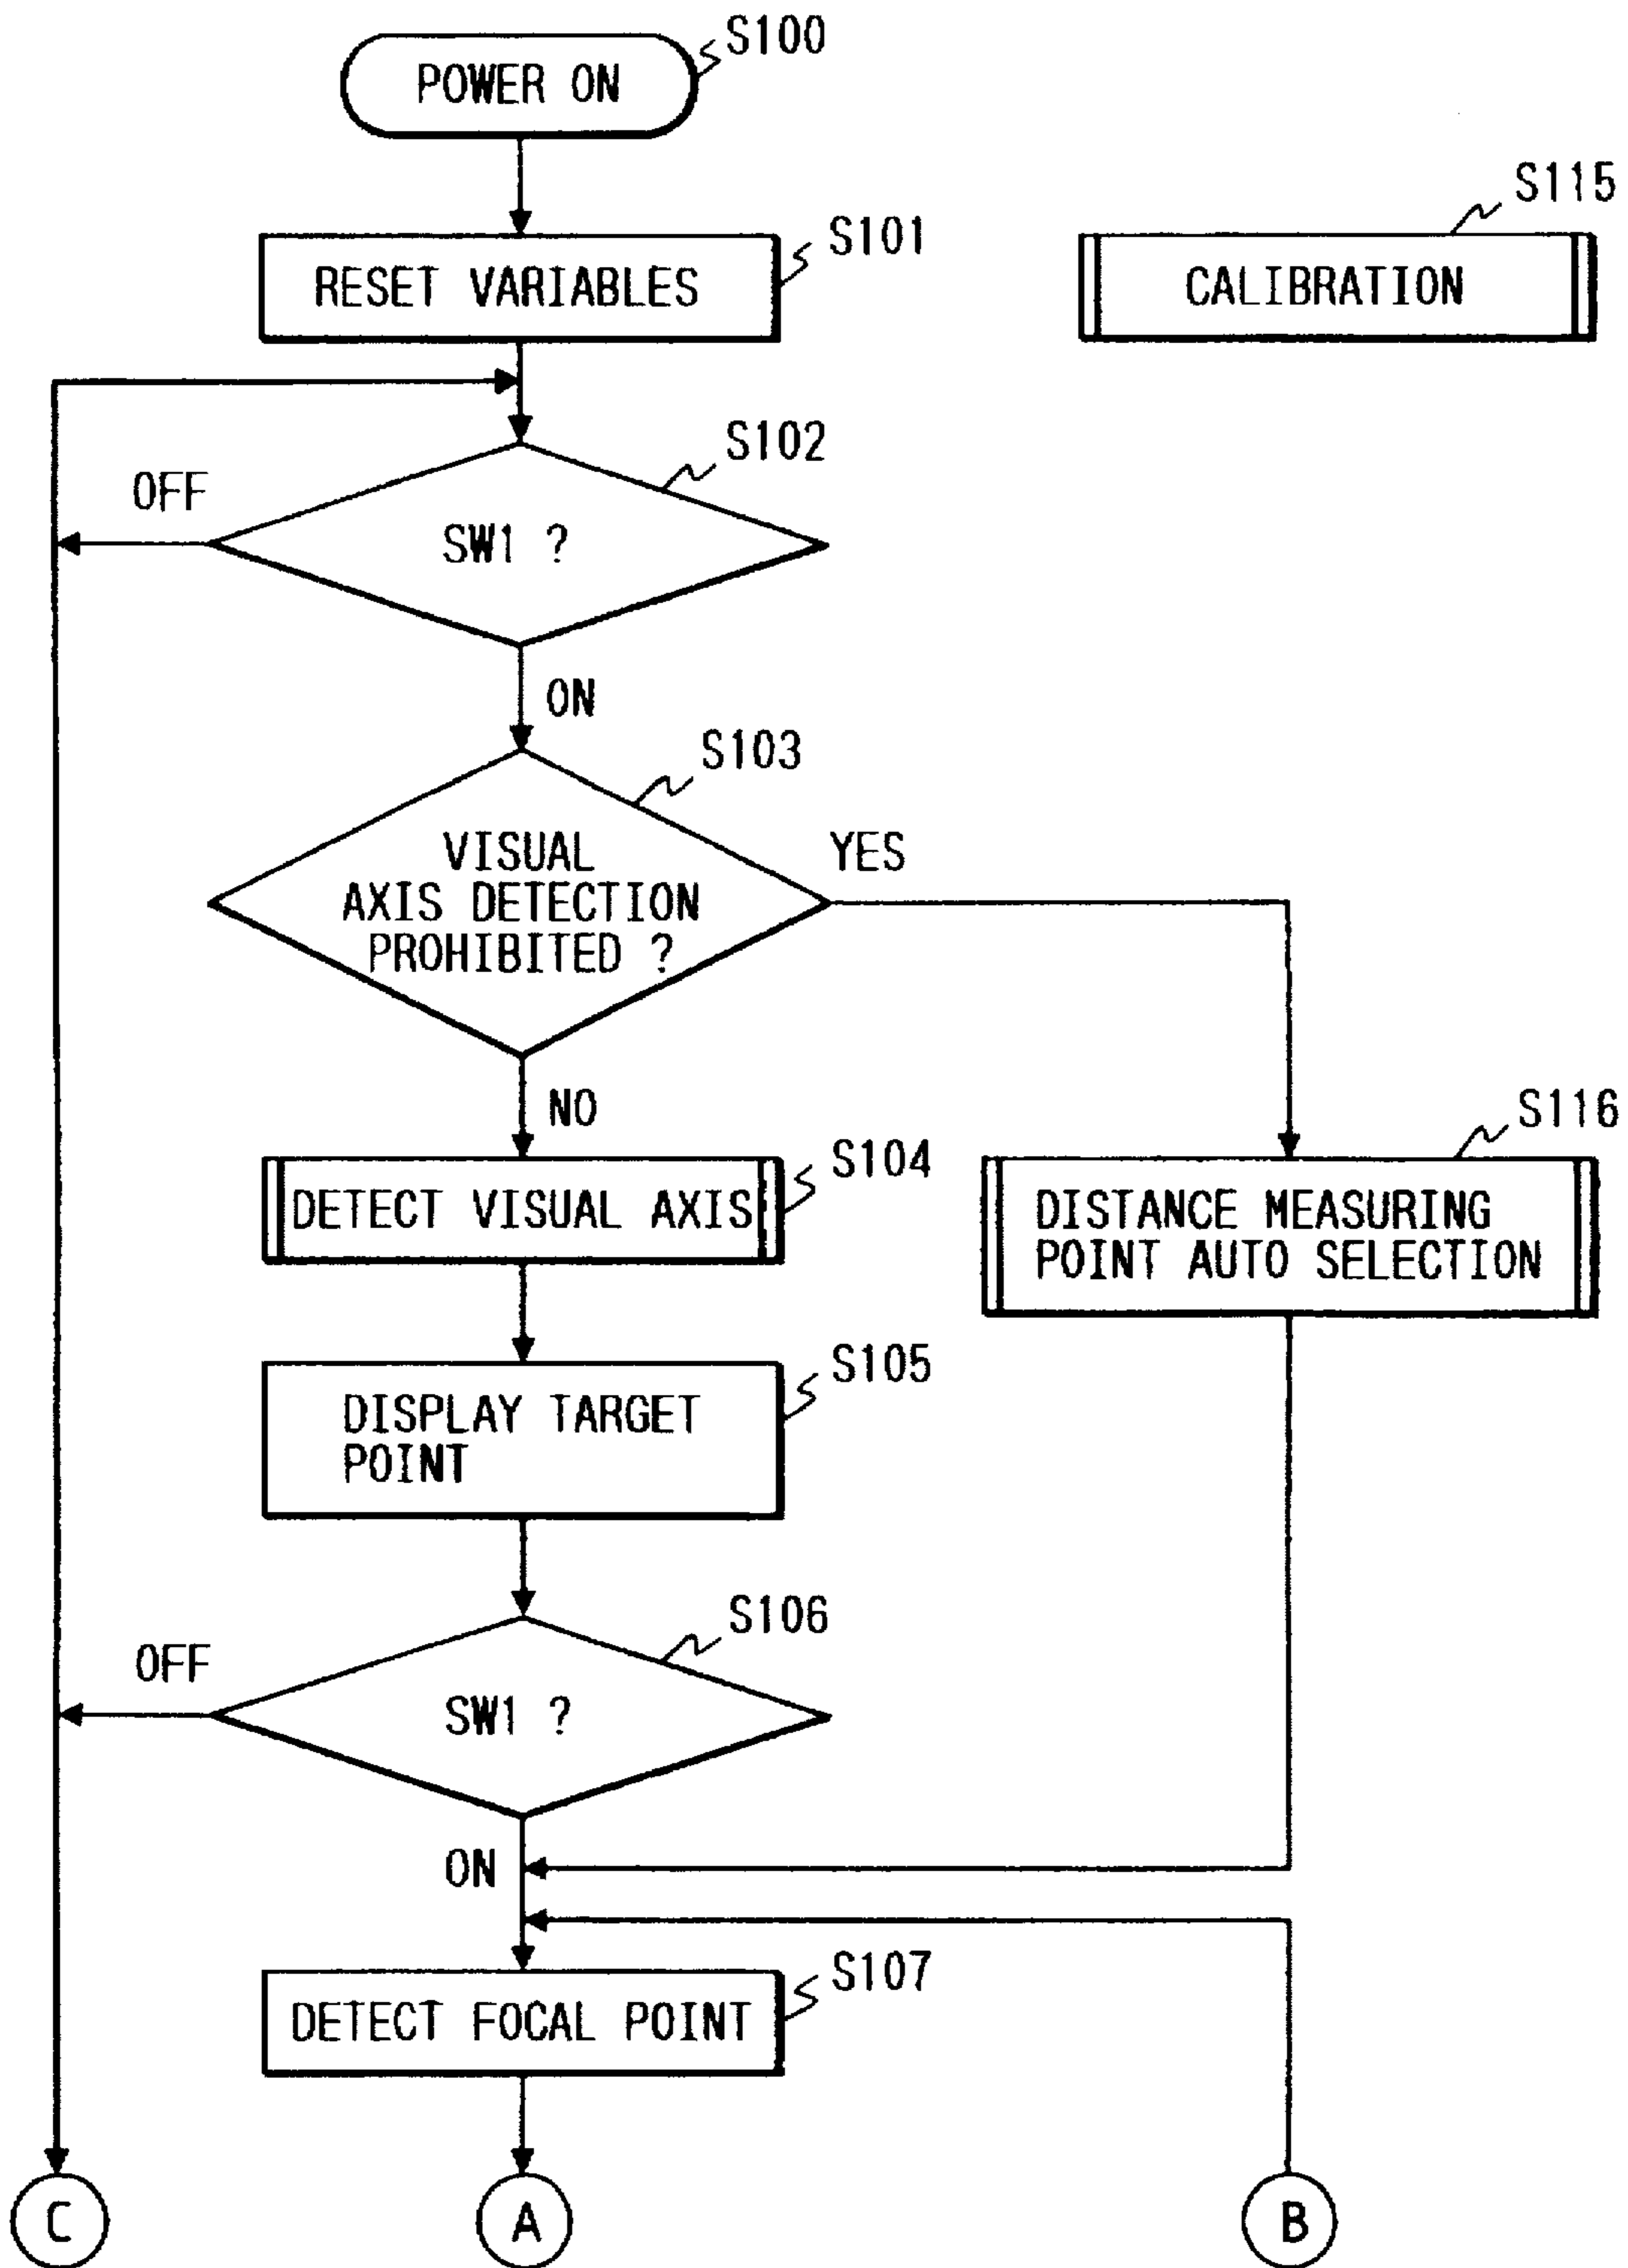 S100
POWER ON
S115
S101
RESET VARIABLES
CALIBRATION
S102
OFF
SW1 ?
ON
S103
VISUAL
AXIS DETECTION
PROHIBITED ?
YES
NO
S116
S104
DETECT VISUAL AXIS
DISTANCE MEASURING
POINT AUTO SELECTION
S105
DISPLAY TARGET
POINT
S106
OFF
SW1 ?
ON
S107
DETECT FOCAL POINT
C
A
B